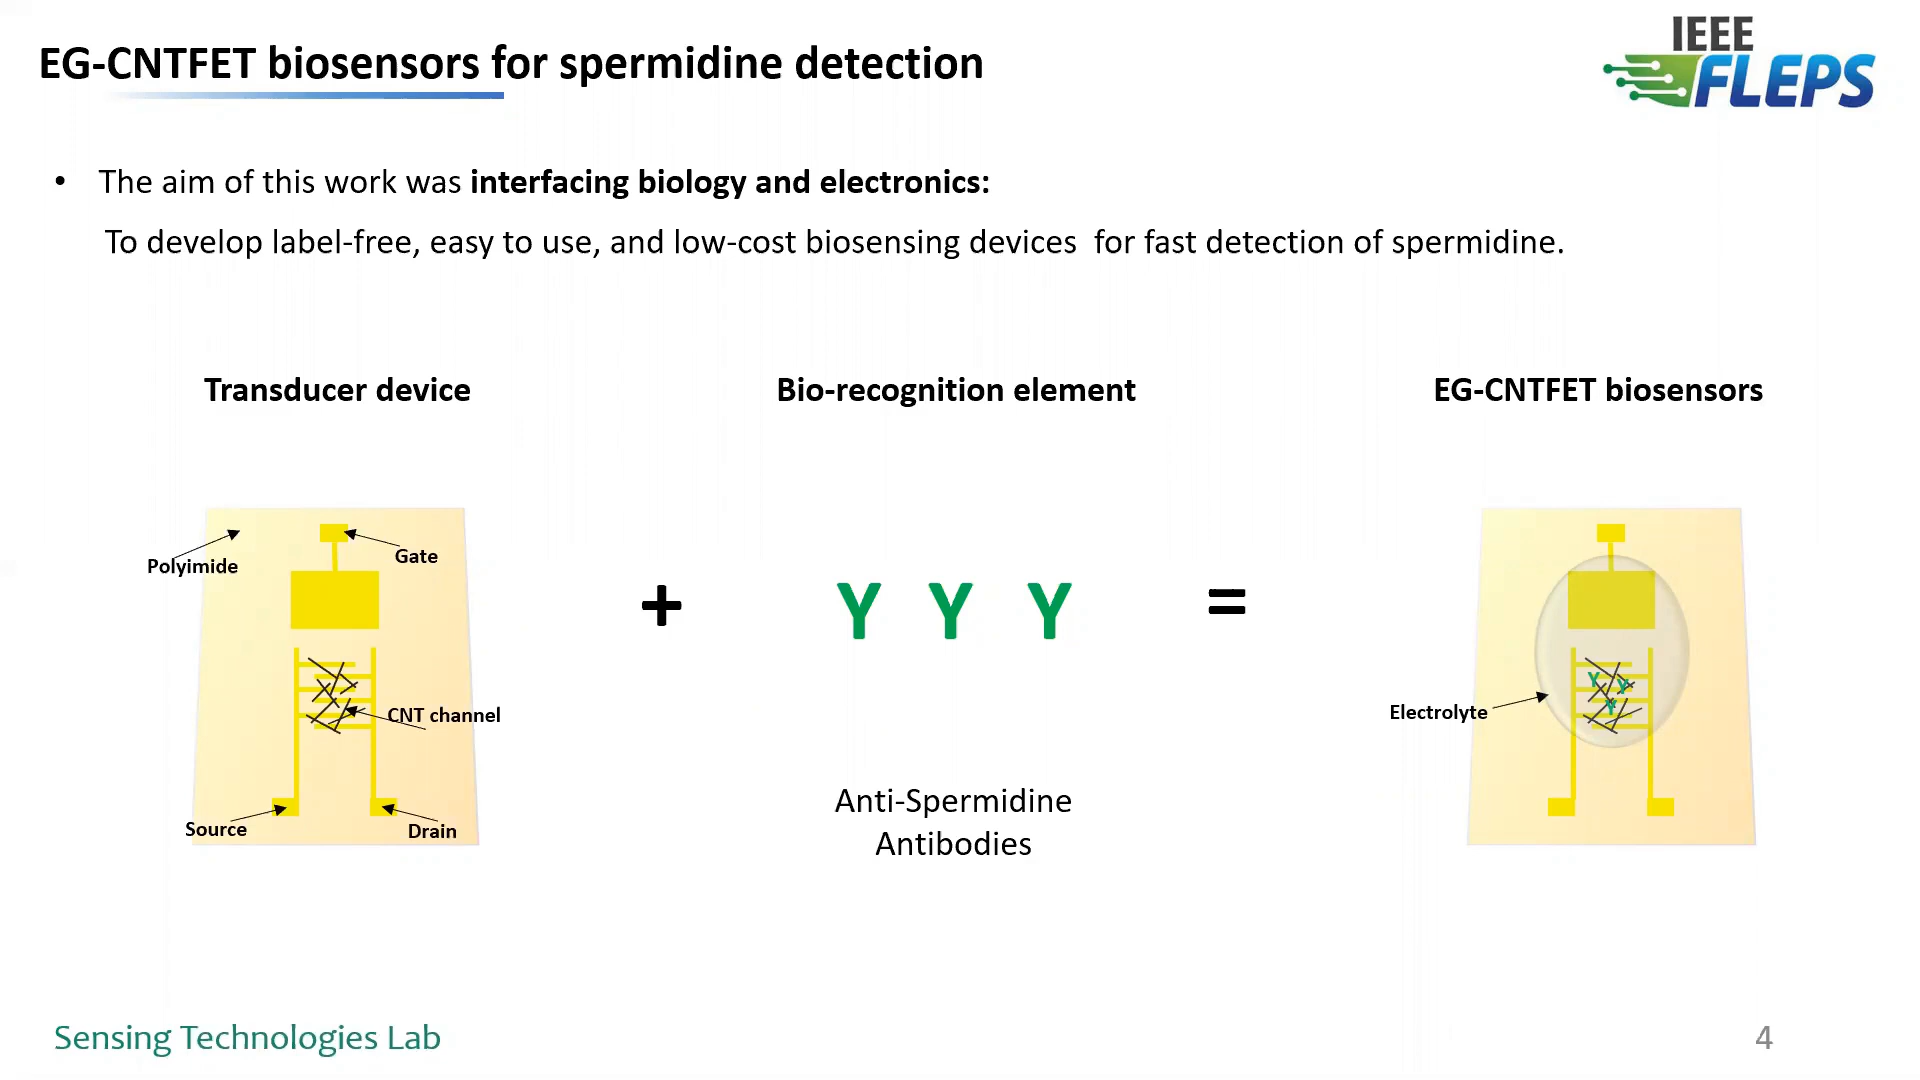 EG-CNTFET biosensors for spermidine detection
IEEE
FLEPS
• The aim of this work was interfacing biology and electronics:
To develop label-free, easy to use, and low-cost biosensing devices  for fast detection of spermidine.
Transducer device
Bio-recognition element
EG-CNTFET biosensors
Polyimide
Gate
CNT channel
Source
Drain
+
Y Y Y
=
Anti-Spermidine
Antibodies
Electrolyte
Y
Y
Y
Sensing Technologies Lab
4